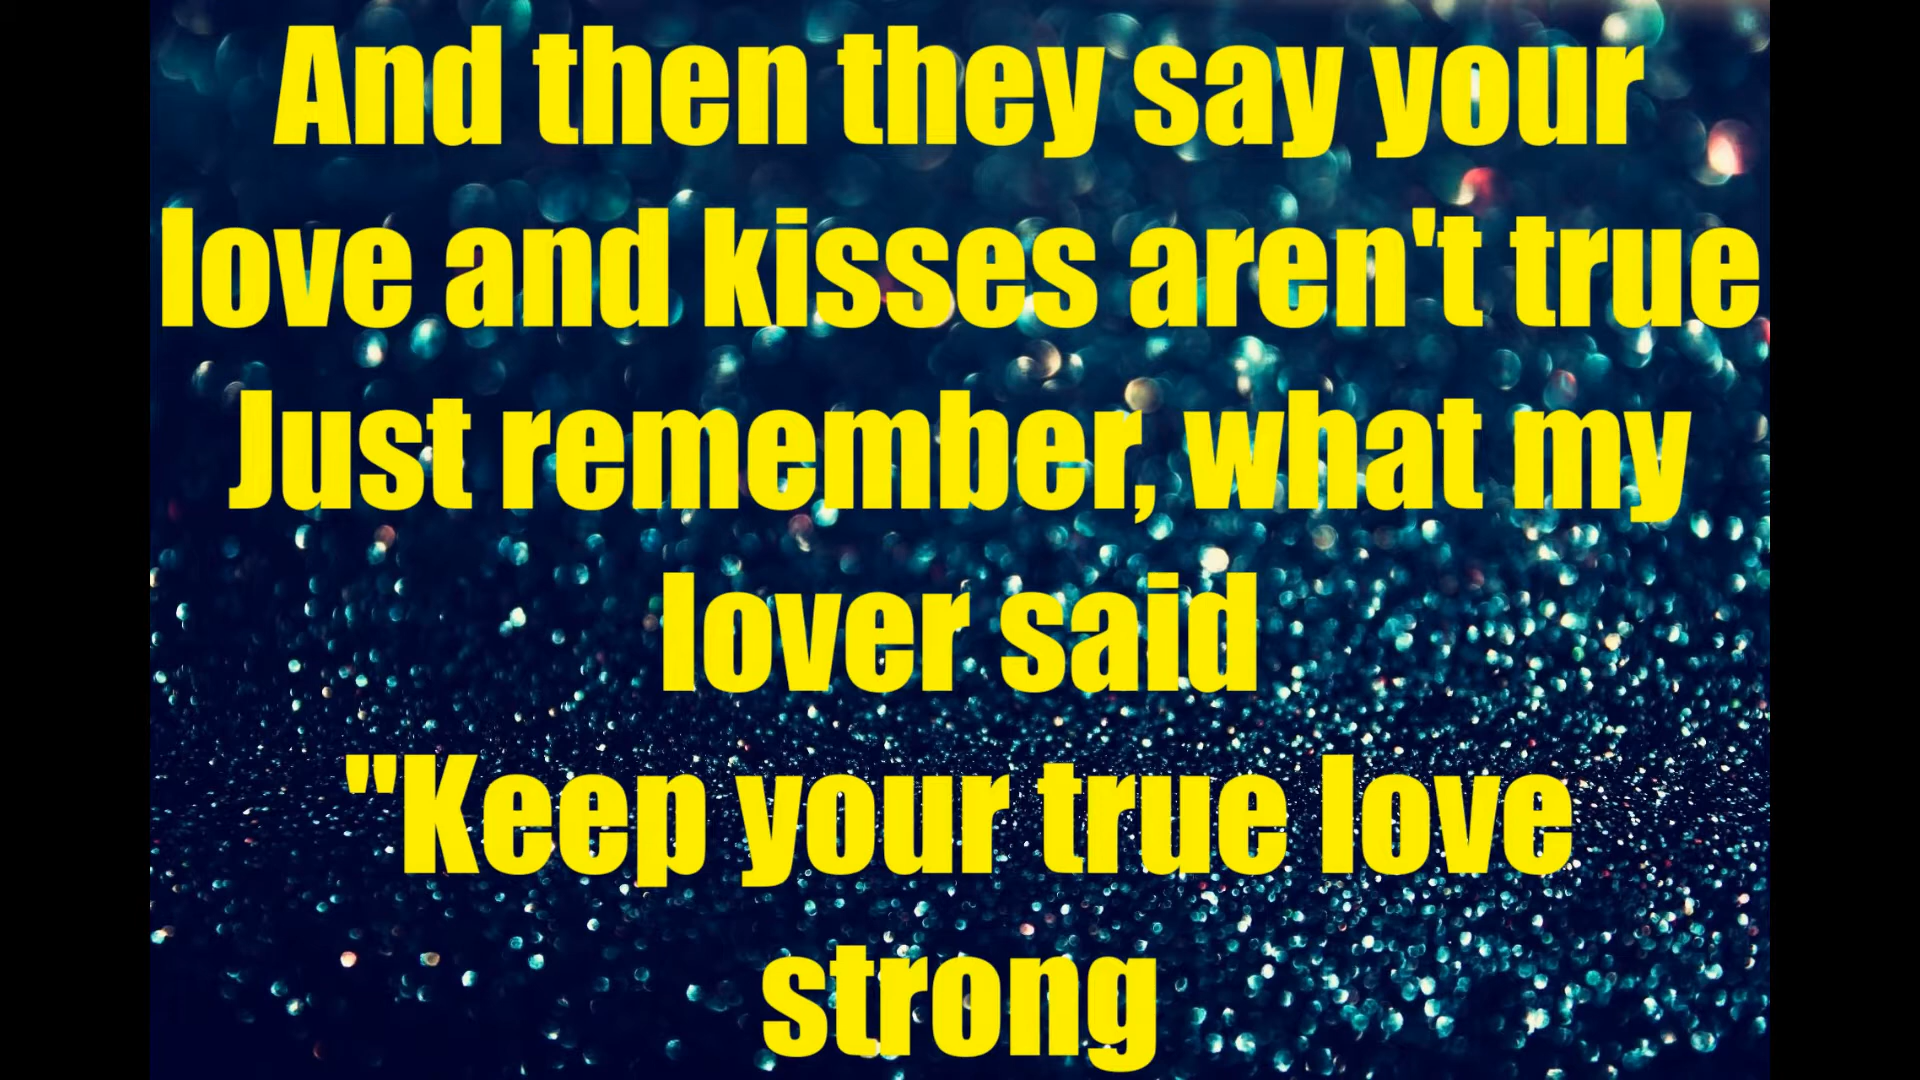 And then they say your
love and kisses aren't true
Just remember, what my
lover said
"Keep your true love
strong